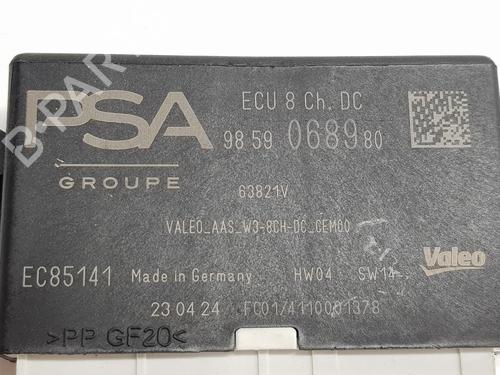 PSA
GROUPE
ECU 8 Ch. DC
98 59 0689 80
63821V
VALEO_AAS_W3-8CH-DC_GEM60
EC85141 Made in Germany HW04 SW14
Valeo
23 04 24 FC01/4110001378
>PP GF20<